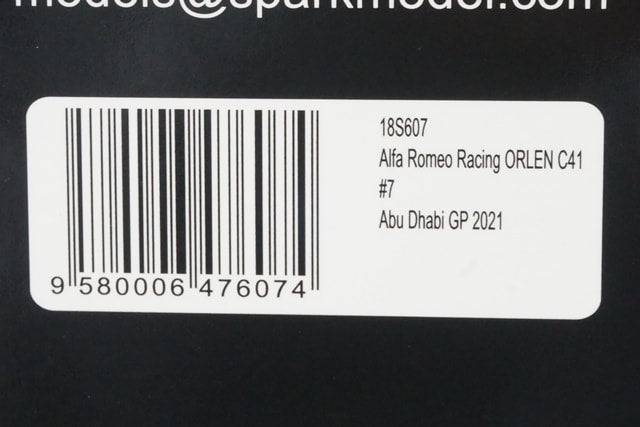 models@sparkmodel.com
18S607
Alfa Romeo Racing ORLEN C41
#7
Abu Dhabi GP 2021
9 580006 476074